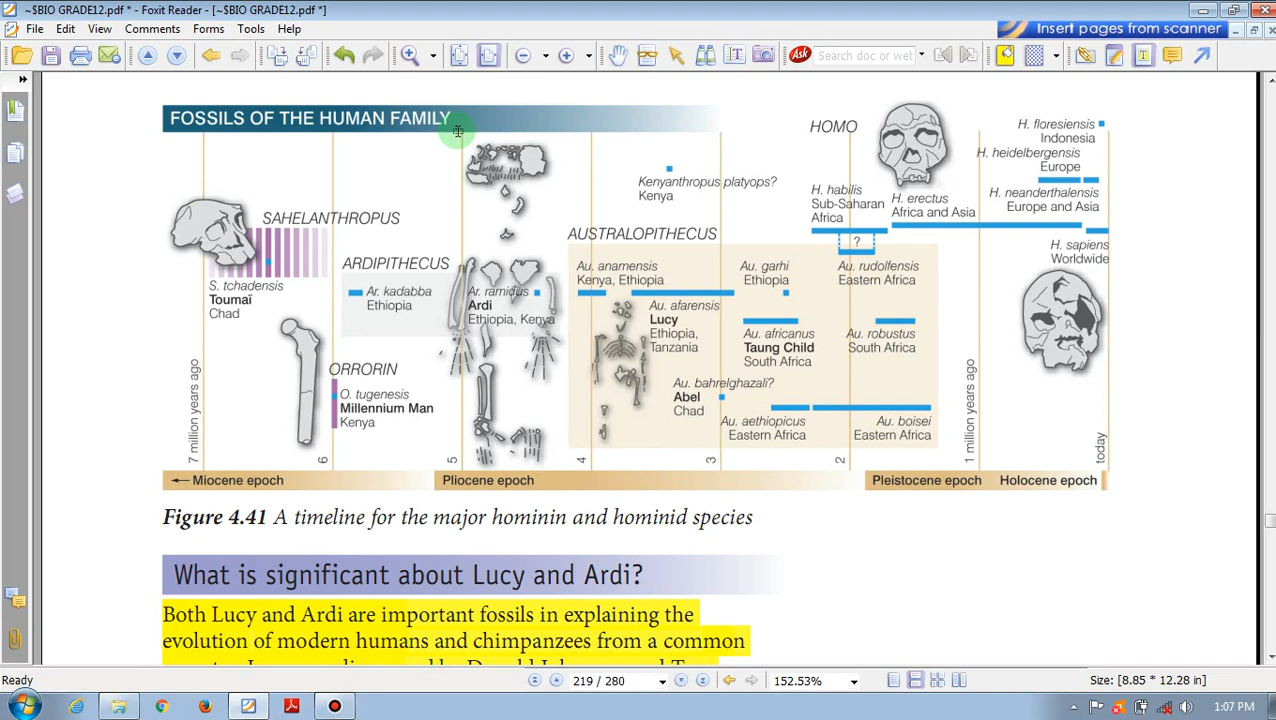 ~$BIO GRADE12.pdf * - Foxit Reader - [~$BIO GRADE12.pdf *]
File Edit View Comments Forms Tools Help
Insert pages from scanner
Ask Search doc or wet
FOSSILS OF THE HUMAN FAMILY
HOMO
H. floresiensis
Indonesia
H. heidelbergensis
Europe
Kenyanthropus platyops?
Kenya
H. habilis
Sub-Saharan
Africa
H. erectus
Africa and Asia
H. neanderthalensis
Europe and Asia
SAHELANTHROPUS
AUSTRALOPITHECUS
?
H. sapiens
Worldwide
ARDIPITHECUS
Au. anamensis
Kenya, Ethiopia
Au. garhi
Ethiopia
Au. rudolfensis
Eastern Africa
S. tchadensis
Toumaï
Chad
Ar. kadabba
Ethiopia
Ar. ramidus
Ardi
Ethiopia, Kenya
Au. afarensis
Lucy
Ethiopia,
Tanzania
Au. africanus
Taung Child
South Africa
Au. robustus
South Africa
ORRORIN
O. tugenesis
Millennium Man
Kenya
Au. bahrelghazali?
Abel
Chad
Au. aethiopicus
Eastern Africa
Au. boisei
Eastern Africa
7 million years ago
6
5
4
3
2
1 million years ago
today
Miocene epoch
Pliocene epoch
Pleistocene epoch
Holocene epoch
Figure 4.41 A timeline for the major hominin and hominid species
What is significant about Lucy and Ardi?
Both Lucy and Ardi are important fossils in explaining the
evolution of modern humans and chimpanzees from a common
Ready
219 / 280
152.53%
Size: [8.85 * 12.28 in]
1:07 PM